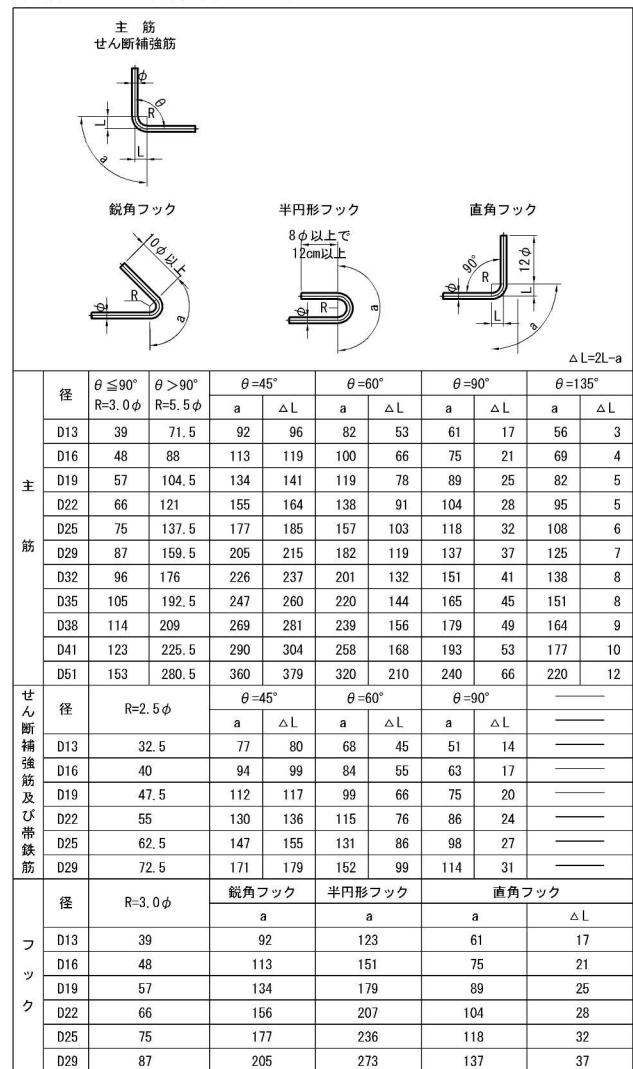 主 筋
せん断補強筋
φ
θ
R
L
L
a
鋭角フック 半円形フック 直角フック
10φ以上
R
φ
a
8φ以上で
12cm以上
R
φ
a
90°
R
12φ
φ
L
L
a
△L=2L-a
主筋
径 θ≦90° R=3.0φ θ>90° R=5.5φ θ=45° θ=60° θ=90° θ=135°
a △L a △L a △L a △L
D13 39 71.5 92 96 82 53 61 17 56 3
D16 48 88 113 119 100 66 75 21 69 4
D19 57 104.5 134 141 119 78 89 25 82 5
D22 66 121 155 164 138 91 104 28 95 5
D25 75 137.5 177 185 157 103 118 32 108 6
D29 87 159.5 205 215 182 119 137 37 125 7
D32 96 176 226 237 201 132 151 41 138 8
D35 105 192.5 247 260 220 144 165 45 151 8
D38 114 209 269 281 239 156 179 49 164 9
D41 123 225.5 290 304 258 168 193 53 177 10
D51 153 280.5 360 379 320 210 240 66 220 12
せん断補強筋及び帯鉄筋
径 R=2.5φ θ=45° θ=60° θ=90° ——
a △L a △L a △L ——
D13 32.5 77 80 68 45 51 14 ——
D16 40 94 99 84 55 63 17 ——
D19 47.5 112 117 99 66 75 20 ——
D22 55 130 136 115 76 86 24 ——
D25 62.5 147 155 131 86 98 27 ——
D29 72.5 171 179 152 99 114 31 ——
フック
径 R=3.0φ 鋭角フック 半円形フック 直角フック
a a a △L
D13 39 92 123 61 17
D16 48 113 151 75 21
D19 57 134 179 89 25
D22 66 156 207 104 28
D25 75 177 236 118 32
D29 87 205 273 137 37